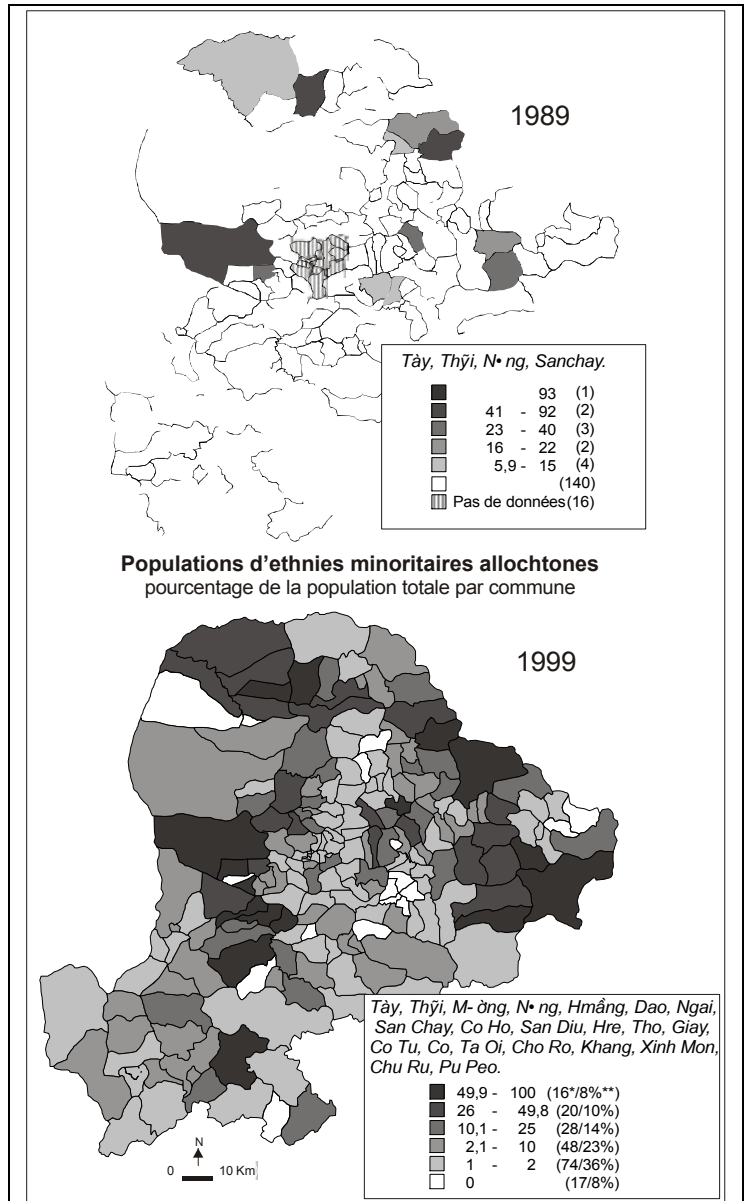 1989
Tày, Thỹi, N• ng, Sanchay.
93 (1)
41 - 92 (2)
23 - 40 (3)
16 - 22 (2)
5,9 - 15 (4)
(140)
Pas de données (16)
Populations d'ethnies minoritaires allochtones
pourcentage de la population totale par commune
1999
Tày, Thỹi, M- ờng, N• ng, Hmầng, Dao, Ngai,
San Chay, Co Ho, San Diu, Hre, Tho, Giay,
Co Tu, Co, Ta Oi, Cho Ro, Khang, Xinh Mon,
Chu Ru, Pu Peo.
49,9 - 100 (16*/8%**)
26 - 49,8 (20/10%)
10,1 - 25 (28/14%)
2,1 - 10 (48/23%)
1 - 2 (74/36%)
0 (17/8%)
N
0 10 Km